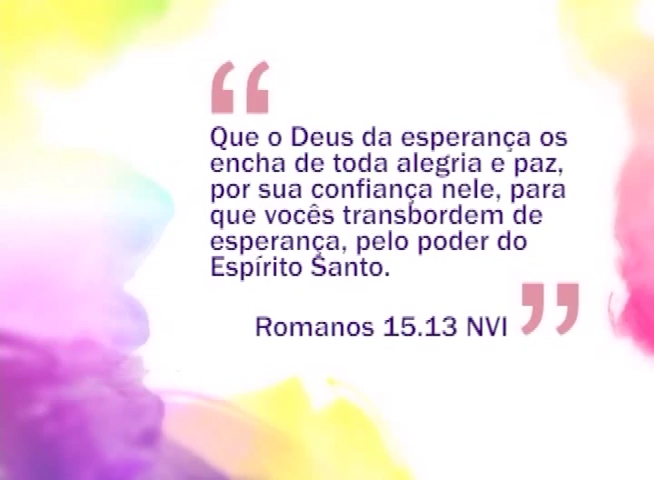 “
Que o Deus da esperança os
encha de toda alegria e paz,
por sua confiança nele, para
que vocês transbordem de
esperança, pelo poder do
Espírito Santo.
”
Romanos 15.13 NVI